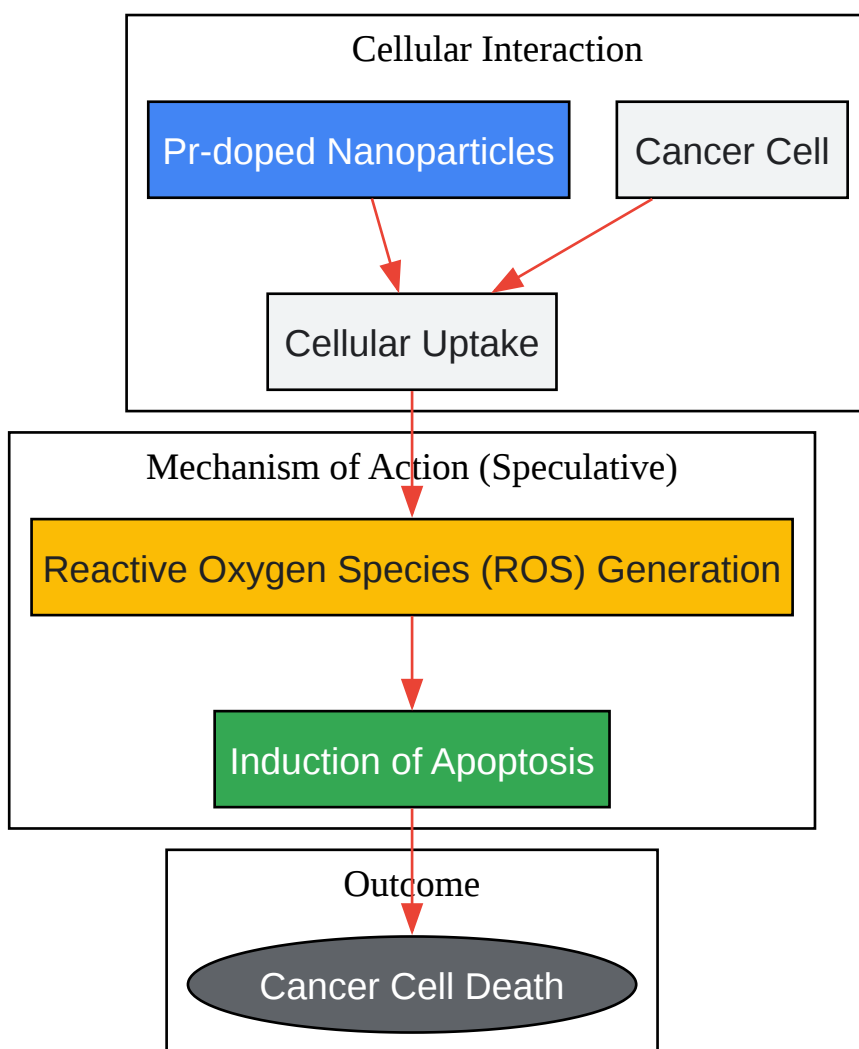 Cellular Interaction
Pr-doped Nanoparticles
Cancer Cell
Cellular Uptake
Mechanism of Action (Speculative)
Reactive Oxygen Species (ROS) Generation
Induction of Apoptosis
Outcome
Cancer Cell Death